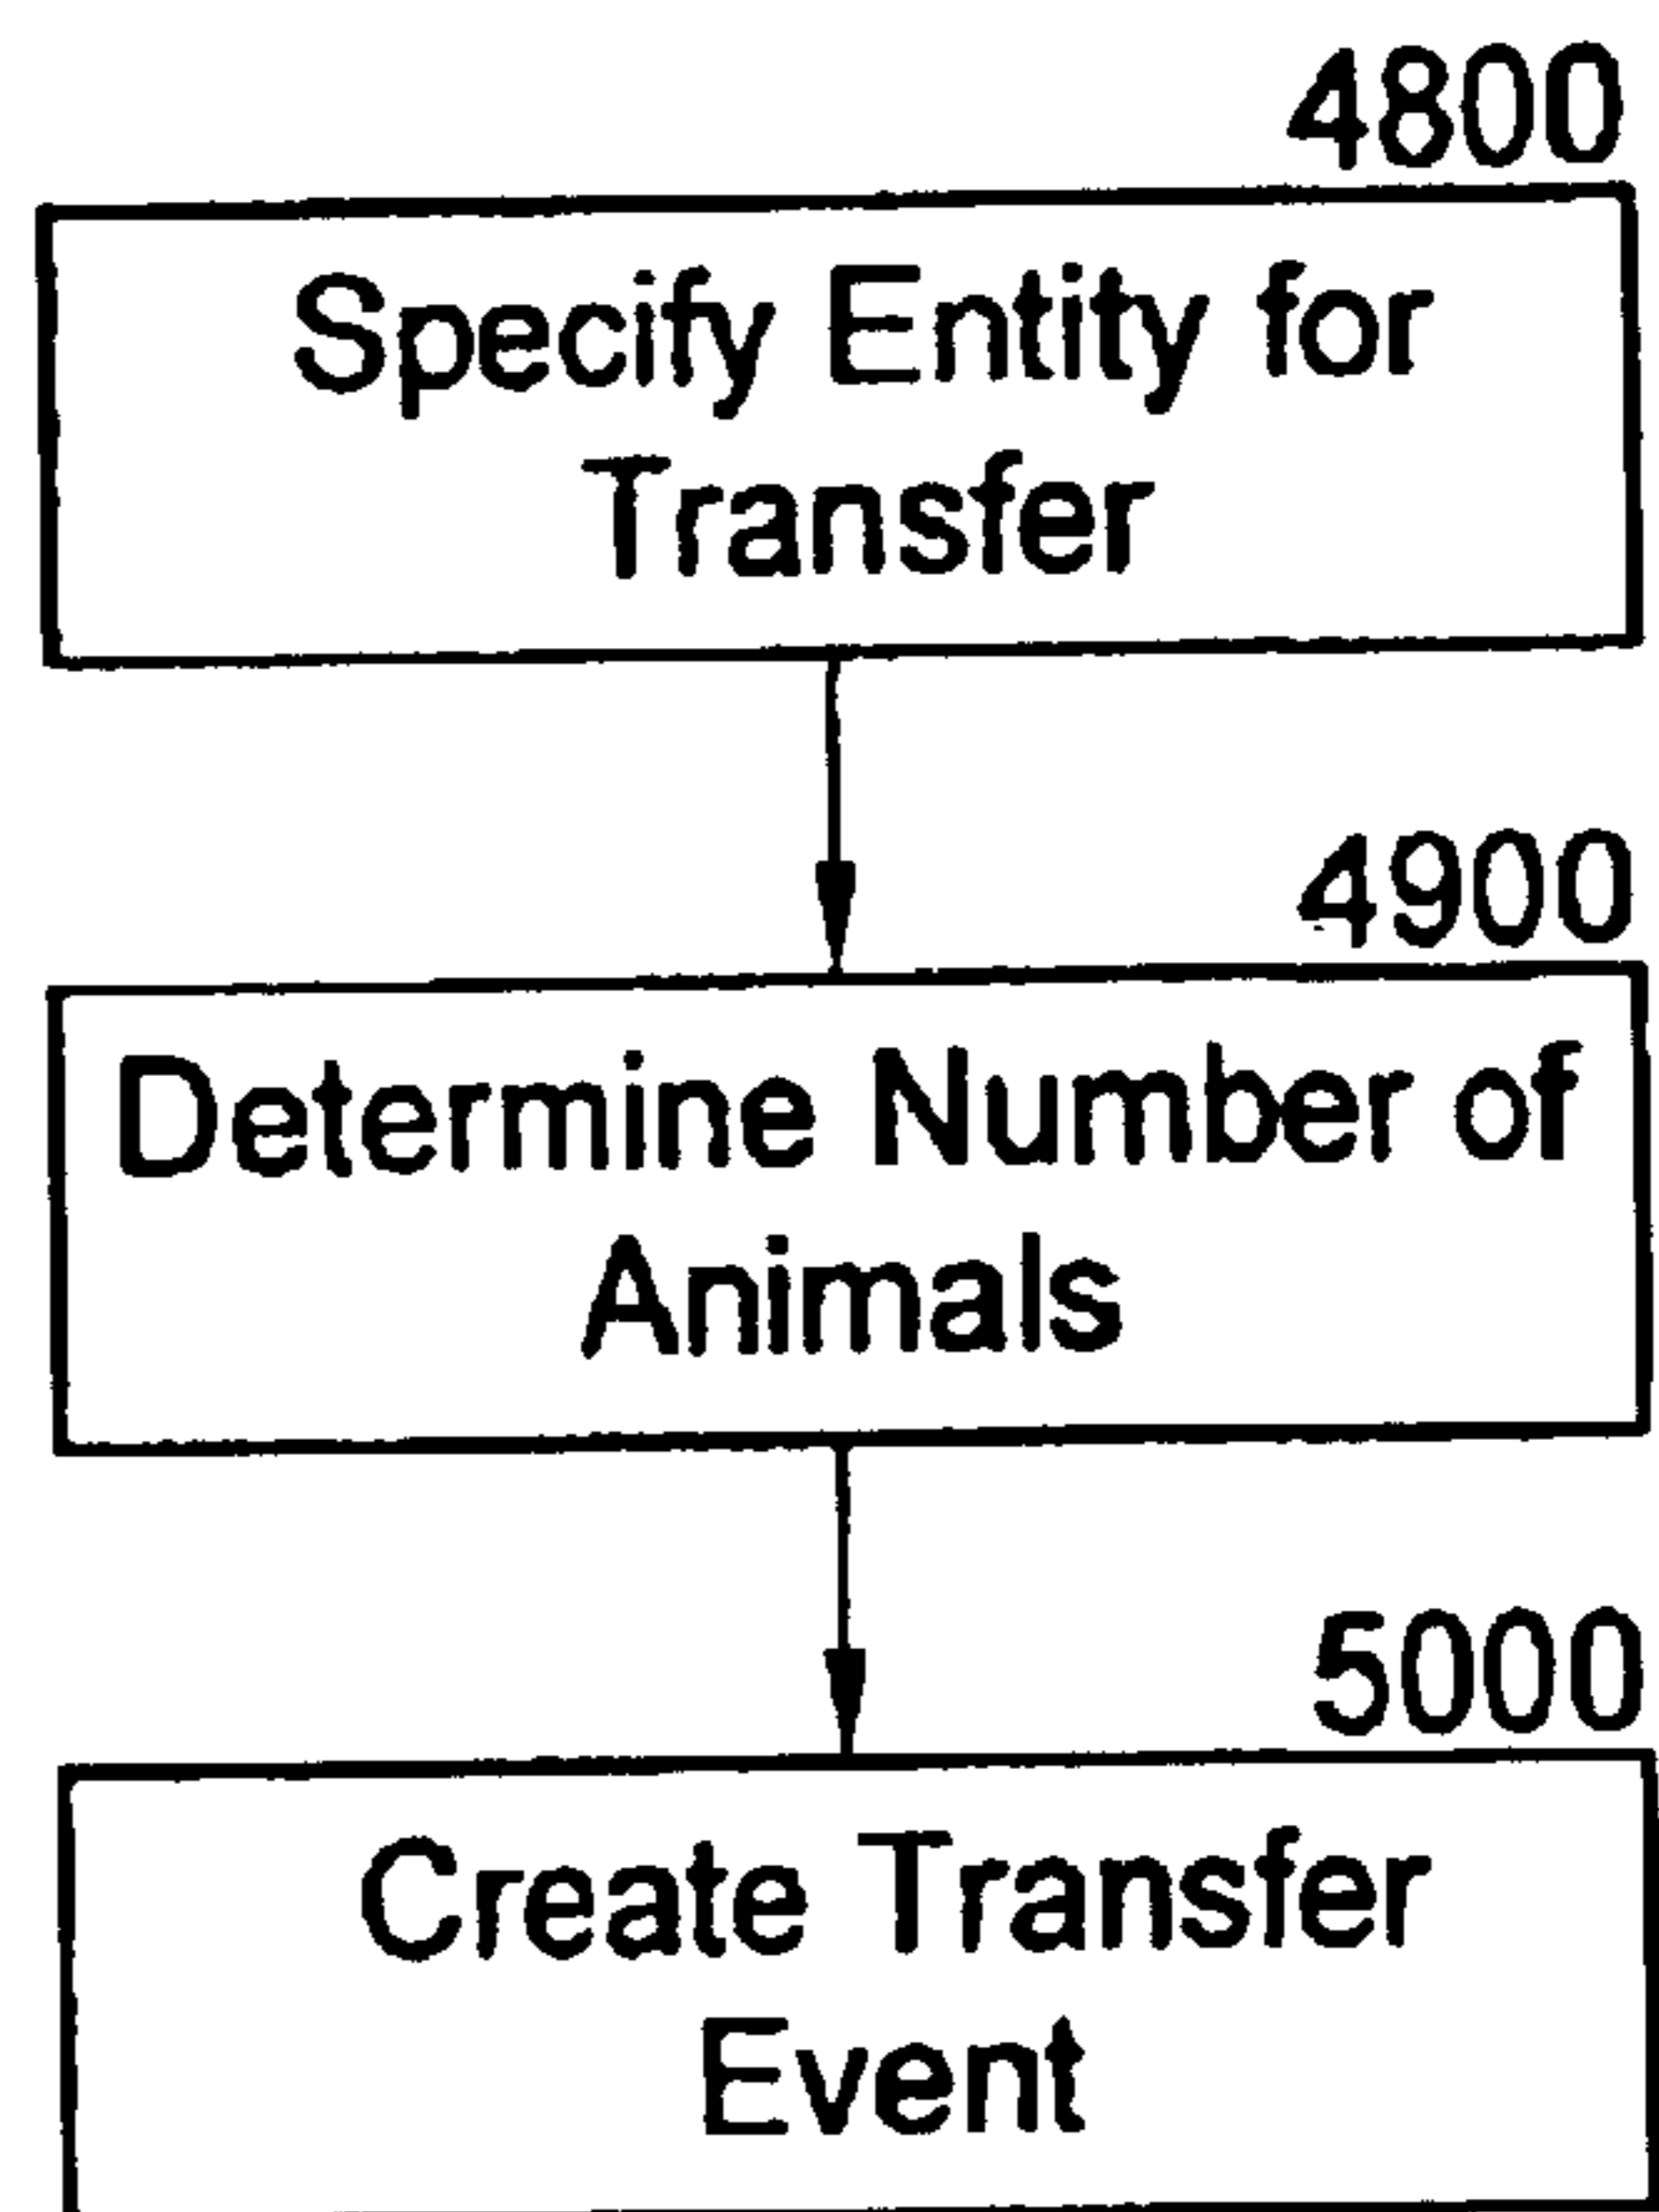 4800
Specify Entity for
Transfer
4900
Determine Number of
Animals
5000
Create Transfer
Event